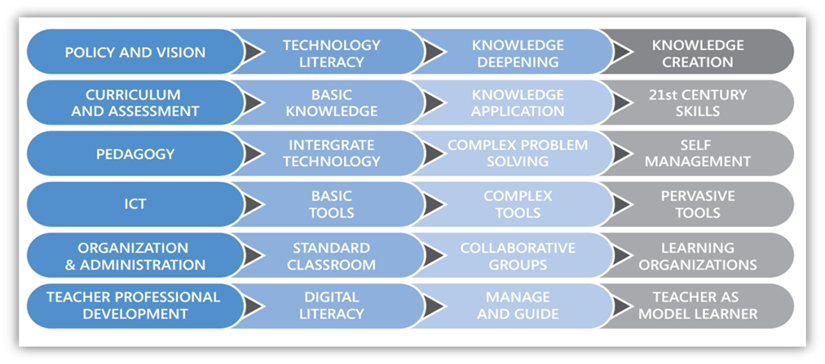 POLICY AND VISION
TECHNOLOGY
LITERACY
KNOWLEDGE
DEEPENING
KNOWLEDGE
CREATION
CURRICULUM
AND ASSESSMENT
BASIC
KNOWLEDGE
KNOWLEDGE
APPLICATION
21st CENTURY
SKILLS
PEDAGOGY
INTERGRATE
TECHNOLOGY
COMPLEX PROBLEM
SOLVING
SELF
MANAGEMENT
ICT
BASIC
TOOLS
COMPLEX
TOOLS
PERVASIVE
TOOLS
ORGANIZATION
& ADMINISTRATION
STANDARD
CLASSROOM
COLLABORATIVE
GROUPS
LEARNING
ORGANIZATIONS
TEACHER PROFESSIONAL
DEVELOPMENT
DIGITAL
LITERACY
MANAGE
AND GUIDE
TEACHER AS
MODEL LEARNER